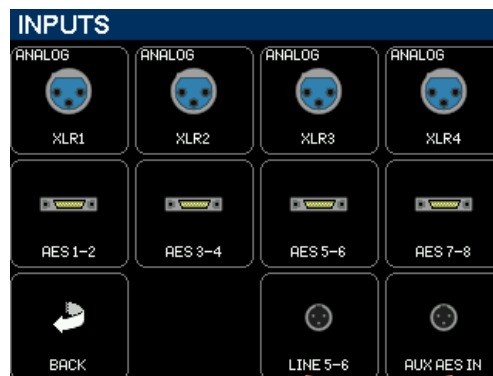 INPUTS
ANALOG ANALOG ANALOG ANALOG
XLR1 XLR2 XLR3 XLR4
AES 1-2 AES 3-4 AES 5-6 AES 7-8
BACK LINE 5-6 AUX AES IN